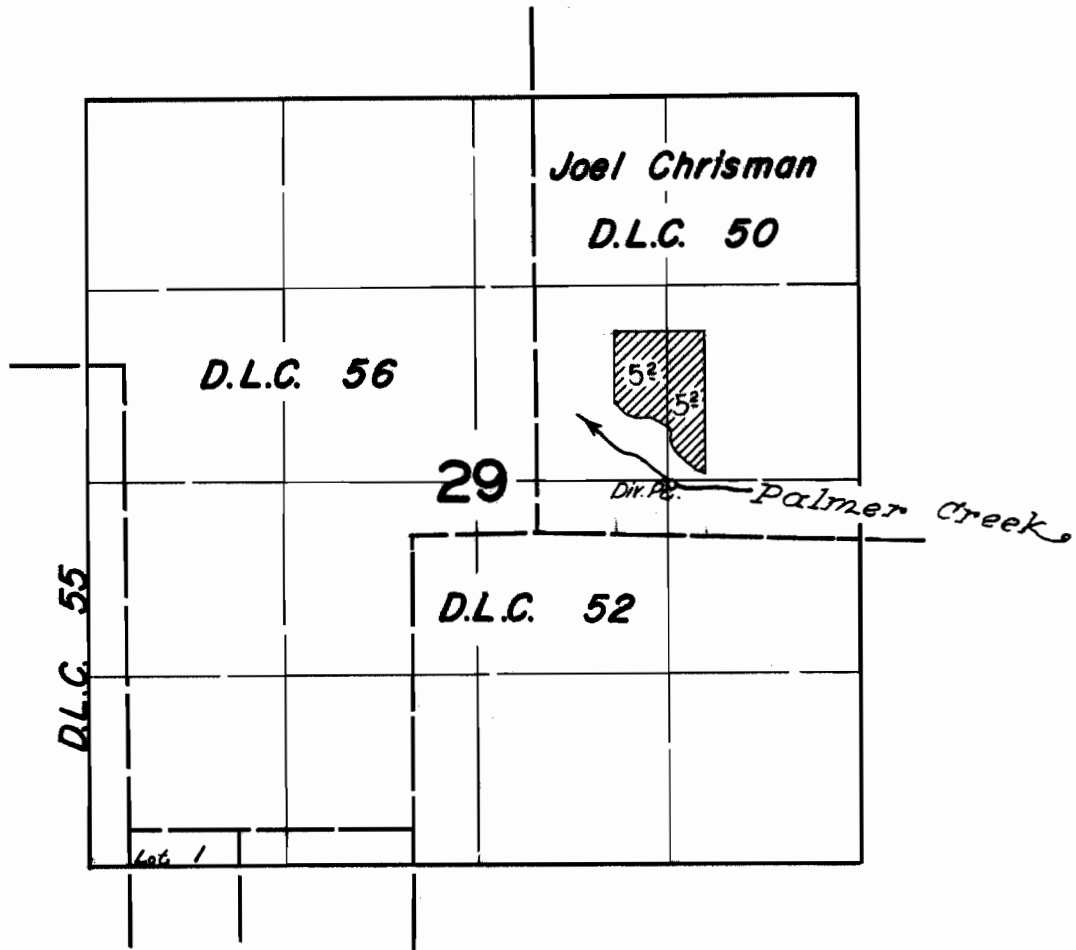 Joel Chrisman
D.L.C. 50
D.L.C. 56
5²
5²
29
Div. Pt.
Palmer Creek
D.L.C. 55
D.L.C. 52
Lot 1